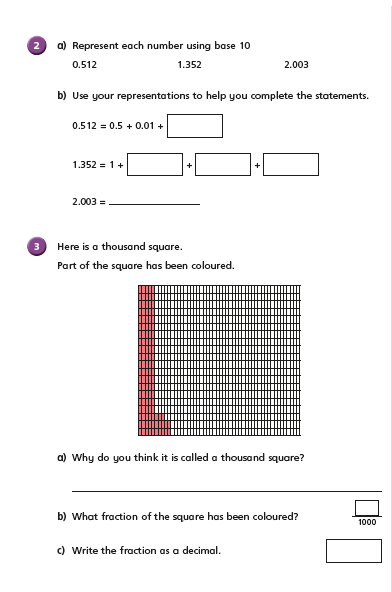 2 a) Represent each number using base 10
0.512 1.352 2.003
b) Use your representations to help you complete the statements.
0.512 = 0.5 + 0.01 +
1.352 = 1 + + +
2.003 =
3 Here is a thousand square.
Part of the square has been coloured.
a) Why do you think it is called a thousand square?
b) What fraction of the square has been coloured?
1000
c) Write the fraction as a decimal.